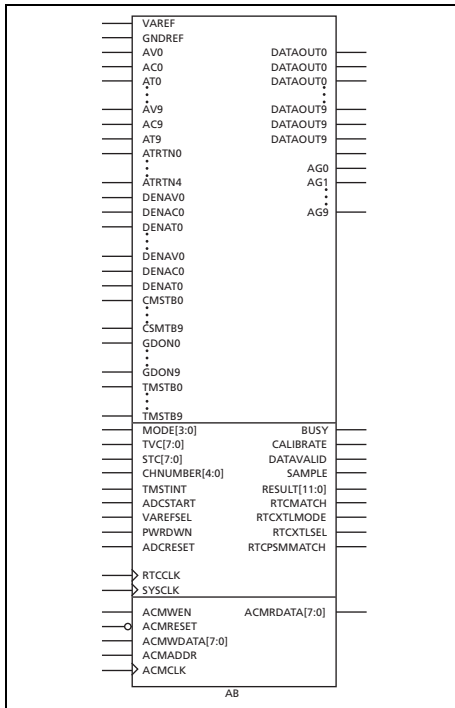 VAREF
GNDREF
AV0 DATAOUT0
AC0 DATAOUT0
AT0 DATAOUT0
AV9 DATAOUT9
AC9 DATAOUT9
AT9 DATAOUT9
ATRTN0
AG0
ATRTN4 AG1
DENAV0
DENAC0 AG9
DENAT0
DENAV0
DENAC0
DENAT0
CMSTB0
CSMTB9
GDON0
GDON9
TMSTB0
TMSTB9
MODE[3:0] BUSY
TVC[7:0] CALIBRATE
STC[7:0] DATAVALID
CHNUMBER[4:0] SAMPLE
TMSTINT RESULT[11:0]
ADCSTART RTCMATCH
VAREFSEL RTCXTLMODE
PWRDWN RTCXTLSEL
ADCRESET RTCPSMMATCH
RTCCLK
SYSCLK
ACMWEN ACMRDATA[7:0]
ACMRESET
ACMWDATA[7:0]
ACMADDR
ACMCLK
AB